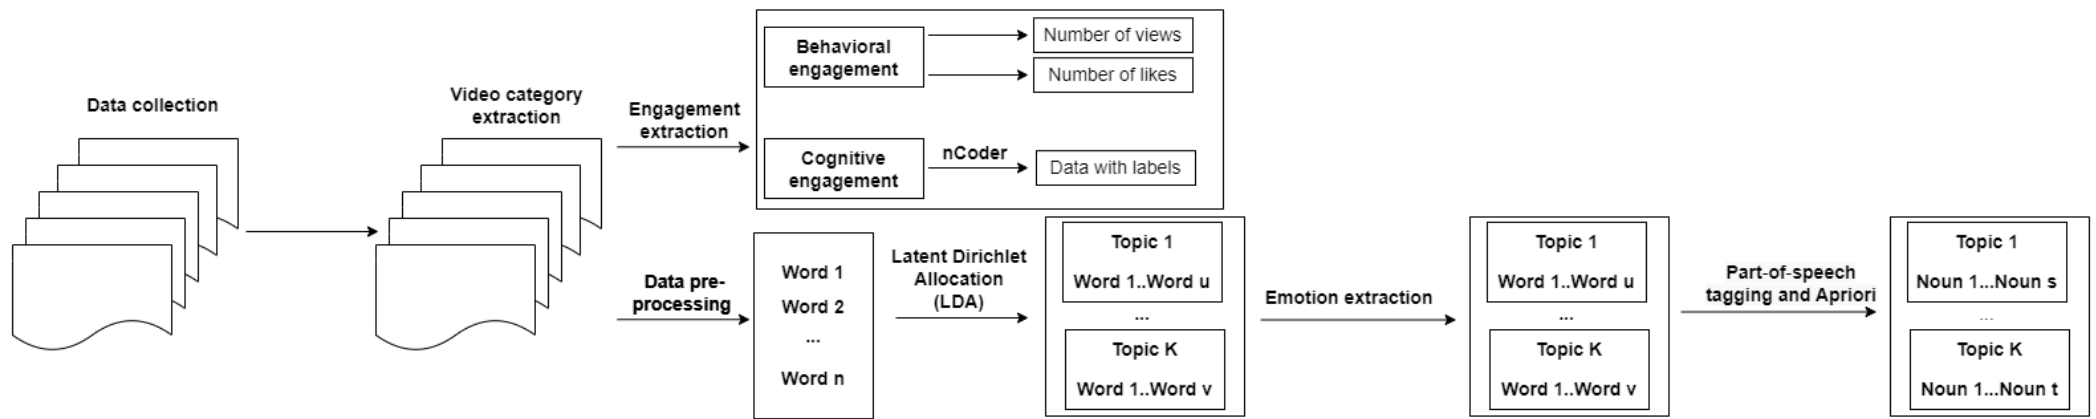 Data collection
Video category
extraction
Engagement
extraction
Behavioral
engagement
Number of views
Number of likes
Cognitive
engagement
nCoder
Data with labels
Data pre-
processing
Word 1
Word 2
...
Word n
Latent Dirichlet
Allocation
(LDA)
Topic 1
Word 1..Word u
...
Topic K
Word 1..Word v
Emotion extraction
Topic 1
Word 1..Word u
...
Topic K
Word 1..Word v
Part-of-speech
tagging and Apriori
Topic 1
Noun 1...Noun s
...
Topic K
Noun 1...Noun t